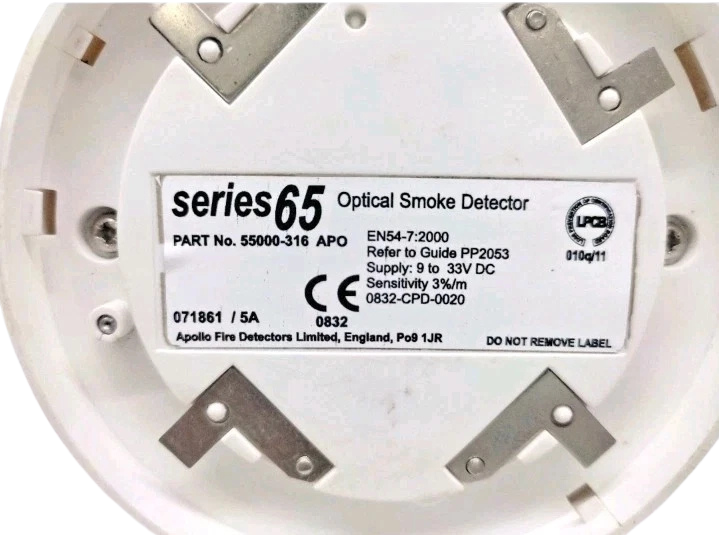 series65 Optical Smoke Detector
PART No. 55000-316 APO
EN54-7:2000
Refer to Guide PP2053
Supply: 9 to 33V DC
Sensitivity 3%/m
0832-CPD-0020
LPCB
010q/11
CE
0832
071861 / 5A
Apollo Fire Detectors Limited, England, Po9 1JR
DO NOT REMOVE LABEL